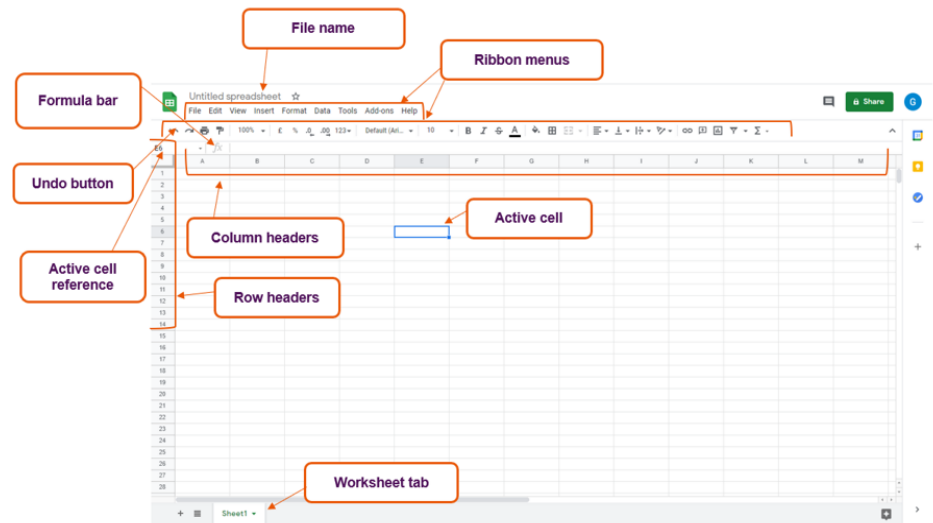 File name
Ribbon menus
Formula bar
Untitled spreadsheet
File Edit View Insert Format Data Tools Add-ons Help
Share
G
100% £ % .0 .00 123 Default (Ari... 10 B I S A
E6 fx
A B C D E F G H I J K L M
Undo button
1
2
3
Active cell
4
5
Column headers
6
7
8
Active cell
reference
9
10
11
Row headers
12
13
14
15
16
17
18
19
20
21
22
23
24
25
26
27
Worksheet tab
28
Sheet1